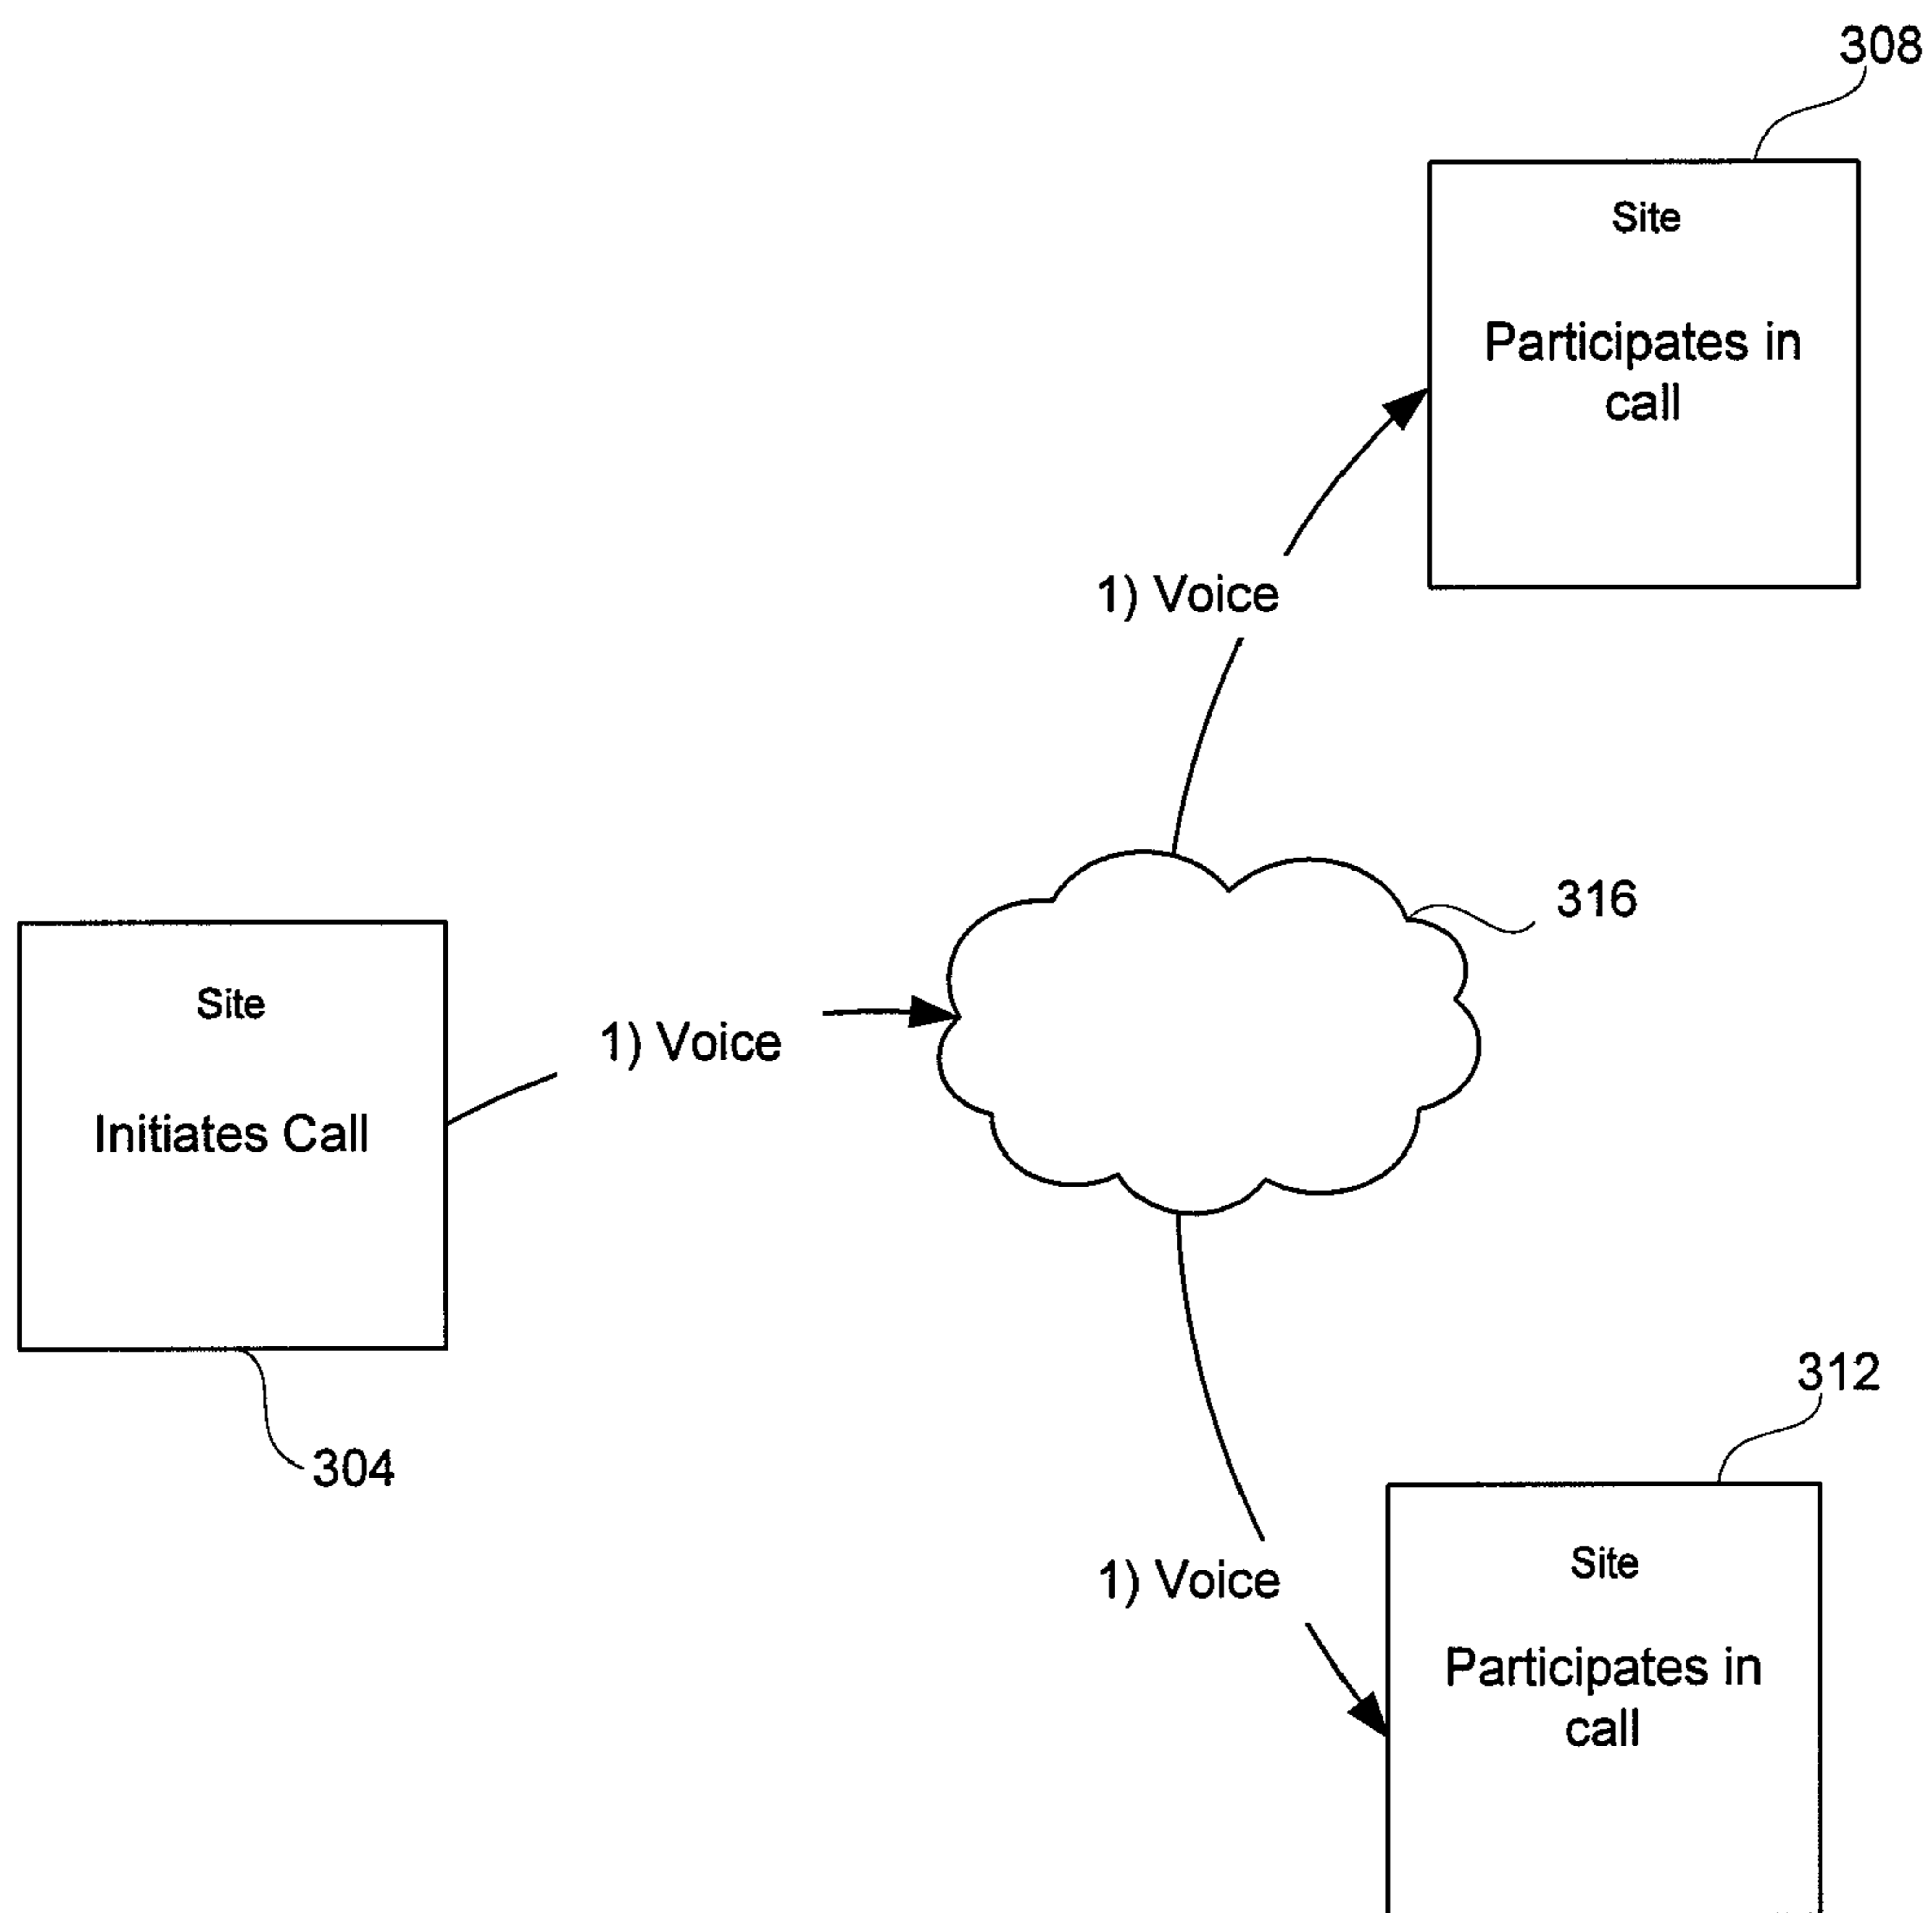 308
Site
Participates in
call
1) Voice
316
Site
1) Voice
Initiates Call
312
304
Site
1) Voice
Participates in
call